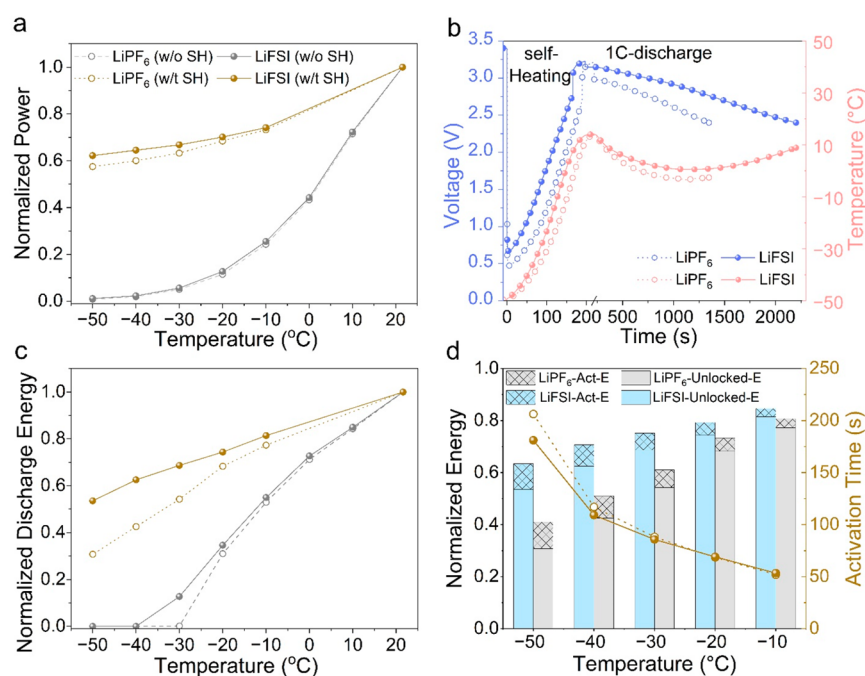 a
LiPF6 (w/o SH) LiFSI (w/o SH)
LiPF6 (w/t SH) LiFSI (w/t SH)
Normalized Power
1.0
0.8
0.6
0.4
0.2
0.0
−50 −40 −30 −20 −10 0 10 20
Temperature (°C)
b
self-
Heating
1C-discharge
Voltage (V)
3.5
3.0
2.5
2.0
1.5
1.0
0.5
0.0
50
40
30
20
10
0
−10
−30
−50
Temperature (°C)
LiPF6 LiFSI
LiPF6 LiFSI
0 100 200 500 1000 1500 2000
Time (s)
c
Normalized Discharge Energy
1.0
0.8
0.6
0.4
0.2
0.0
−50 −40 −30 −20 −10 0 10 20
Temperature (°C)
d
LiPF6-Act-E LiPF6-Unlocked-E
LiFSI-Act-E LiFSI-Unlocked-E
Normalized Energy
1.0
0.8
0.6
0.4
0.2
0.0
250
200
150
100
50
0
Activation Time (s)
−50 −40 −30 −20 −10
Temperature (°C)